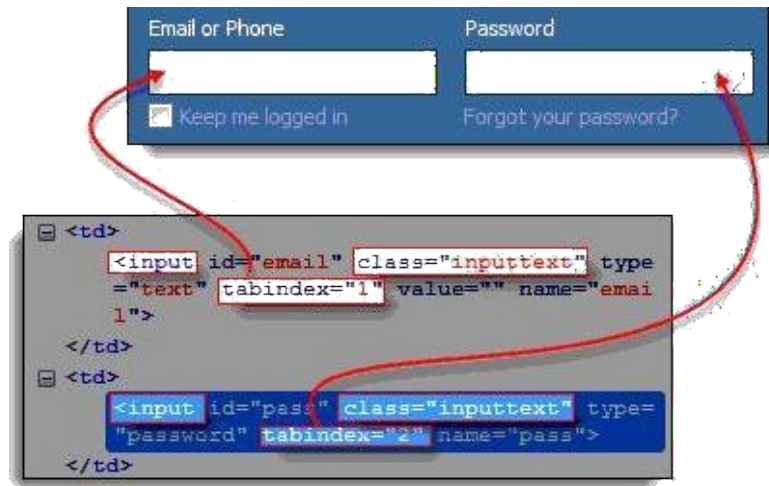 Email or Phone Password
Keep me logged in Forgot your password?
<td>
<input id="email" class="inputtext" type
="text" tabindex="1" value="" name="emai
l">
</td>
<td>
<input id="pass" class="inputtext" type=
"password" tabindex="2" name="pass">
</td>